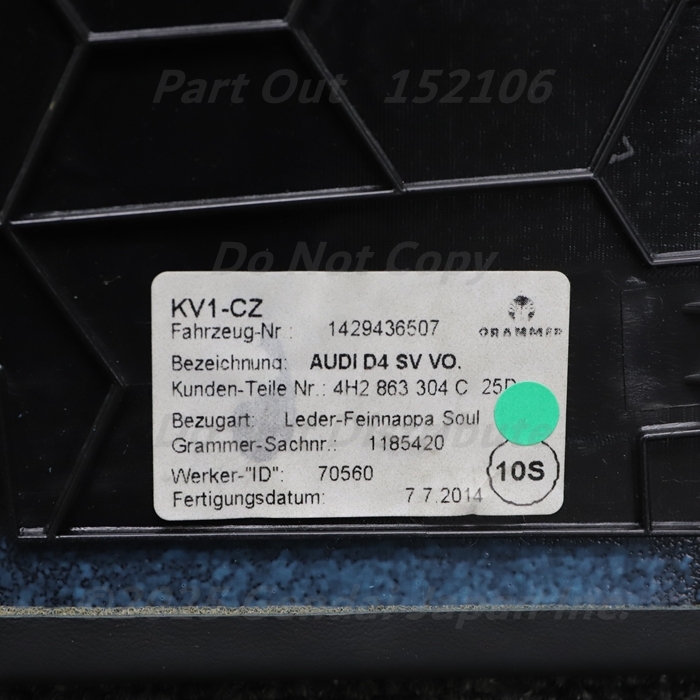 Part Out 152106
Do Not Copy
KV1-CZ
Fahrzeug-Nr : 1429436507
GRAMMER
Bezeichnung: AUDI D4 SV VO.
Kunden-Teile Nr.: 4H2 863 304 C 25D
Bezugart: Leder-Feinnappa Soul
Grammer-Sachnr.: 1185420
Werker-"ID": 70560
10S
Fertigungsdatum: 7.7.2014
Inc.